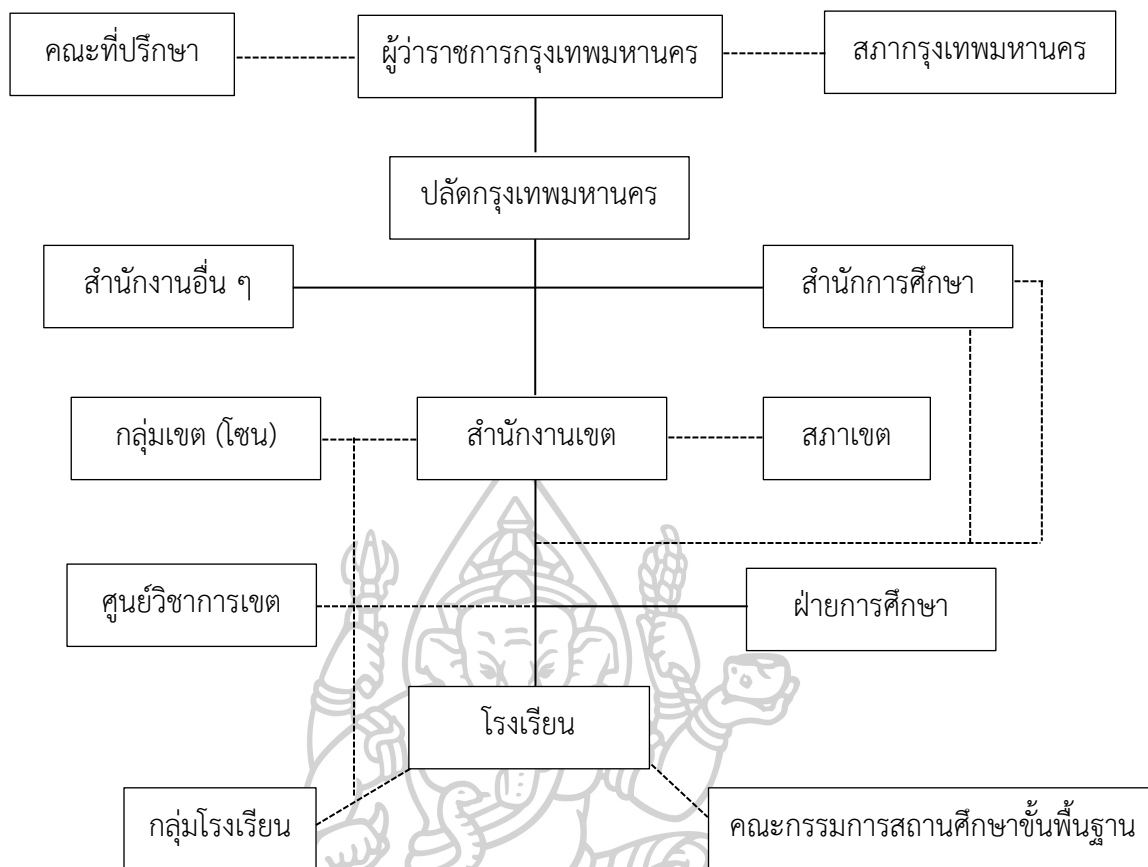 คณะที่ปรึกษา
ผู้ว่าราชการกรุงเทพมหานคร
สภากรุงเทพมหานคร
ปลัดกรุงเทพมหานคร
สำนักงานอื่น ๆ
สำนักการศึกษา
กลุ่มเขต (โซน)
สำนักงานเขต
สภาเขต
ศูนย์วิชาการเขต
ฝ่ายการศึกษา
โรงเรียน
กลุ่มโรงเรียน
คณะกรรมการสถานศึกษาขั้นพื้นฐาน